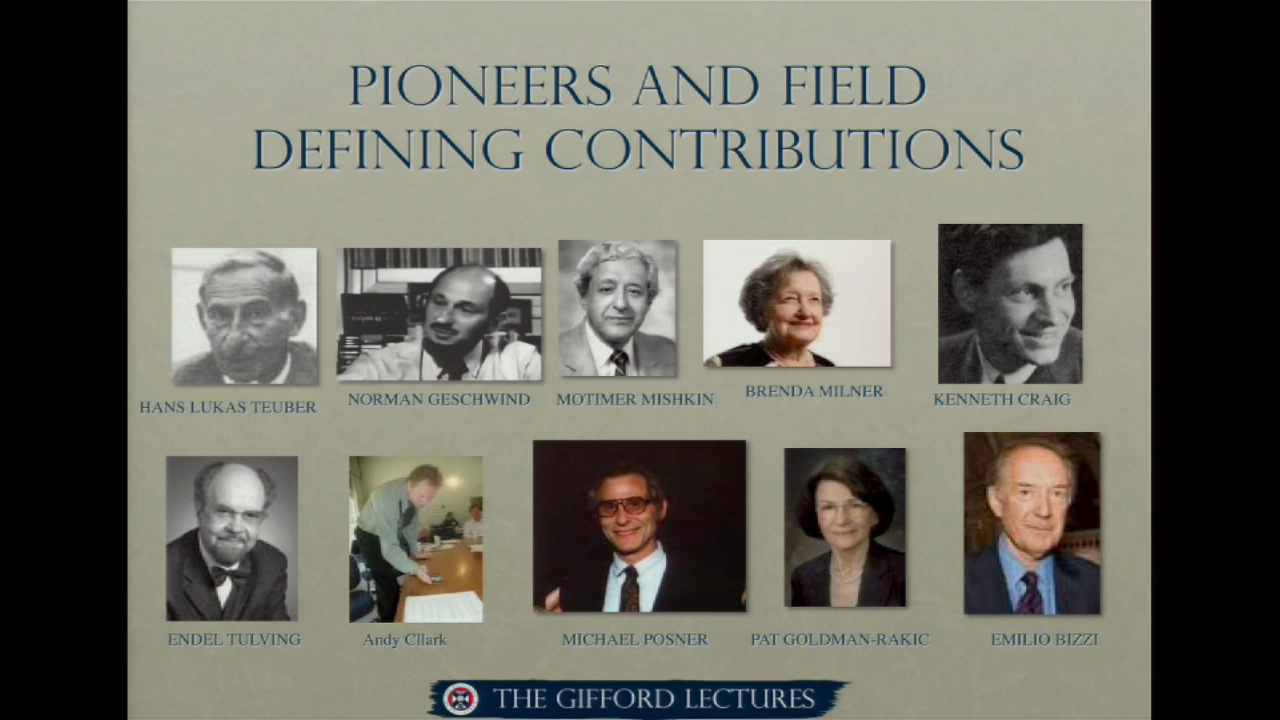 PIONEERS AND FIELD
DEFINING CONTRIBUTIONS
HANS LUKAS TEUBER
NORMAN GESCHWIND
MOTIMER MISHKIN
BRENDA MILNER
KENNETH CRAIG
ENDEL TULVING
Andy Cllark
MICHAEL POSNER
PAT GOLDMAN-RAKIC
EMILIO BIZZI
THE GIFFORD LECTURES